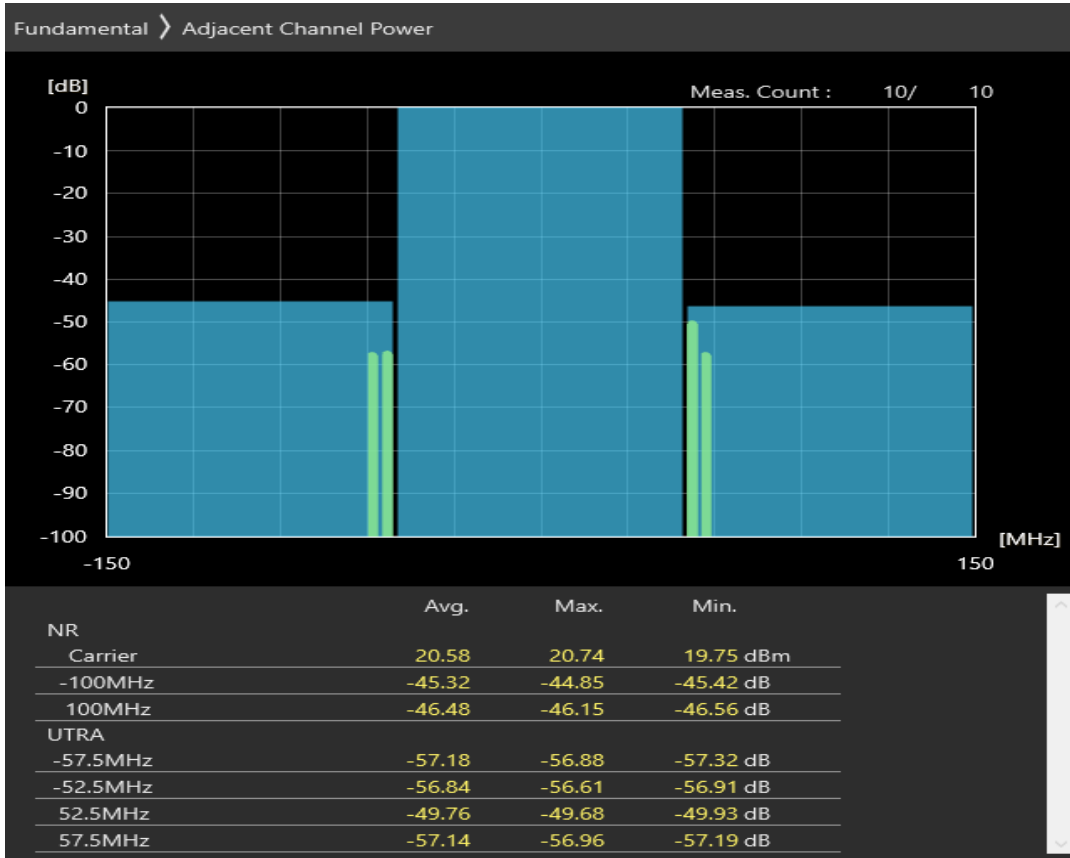 Fundamental 》 Adjacent Channel Power
[dB]
Meas. Count : 10/ 10
0
-10
-20
-30
-40
-50
-60
-70
-80
-90
-100
[MHz]
-150 150
Avg. Max. Min.
NR
Carrier 20.58 20.74 19.75 dBm
-100MHz -45.32 -44.85 -45.42 dB
100MHz -46.48 -46.15 -46.56 dB
UTRA
-57.5MHz -57.18 -56.88 -57.32 dB
-52.5MHz -56.84 -56.61 -56.91 dB
52.5MHz -49.76 -49.68 -49.93 dB
57.5MHz -57.14 -56.96 -57.19 dB